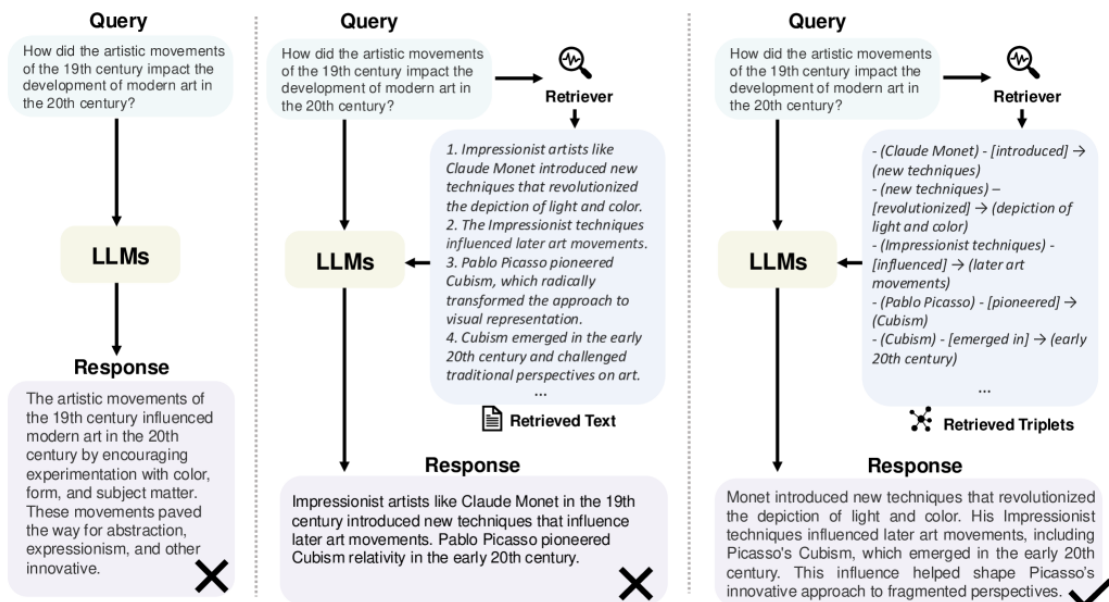 Query
How did the artistic movements
of the 19th century impact the
development of modern art in
the 20th century?
LLMs
Response
The artistic movements of
the 19th century influenced
modern art in the 20th
century by encouraging
experimentation with color,
form, and subject matter.
These movements paved
the way for abstraction,
expressionism, and other
innovative.
Query
How did the artistic movements
of the 19th century impact the
development of modern art in
the 20th century?
Retriever
1. Impressionist artists like
Claude Monet introduced new
techniques that revolutionized
the depiction of light and color.
2. The Impressionist techniques
influenced later art movements.
3. Pablo Picasso pioneered
Cubism, which radically
transformed the approach to
visual representation.
4. Cubism emerged in the early
20th century and challenged
traditional perspectives on art.
...
Retrieved Text
LLMs
Response
Impressionist artists like Claude Monet in the 19th
century introduced new techniques that influence
later art movements. Pablo Picasso pioneered
Cubism relativity in the early 20th century.
Query
How did the artistic movements
of the 19th century impact the
development of modern art in
the 20th century?
Retriever
- (Claude Monet) - [introduced] →
(new techniques)
- (new techniques) –
[revolutionized] → (depiction of
light and color)
- (Impressionist techniques) -
[influenced] → (later art
movements)
- (Pablo Picasso) - [pioneered] →
(Cubism)
- (Cubism) - [emerged in] → (early
20th century)
...
Retrieved Triplets
LLMs
Response
Monet introduced new techniques that revolutionized
the depiction of light and color. His Impressionist
techniques influenced later art movements, including
Picasso's Cubism, which emerged in the early 20th
century. This influence helped shape Picasso's
innovative approach to fragmented perspectives.